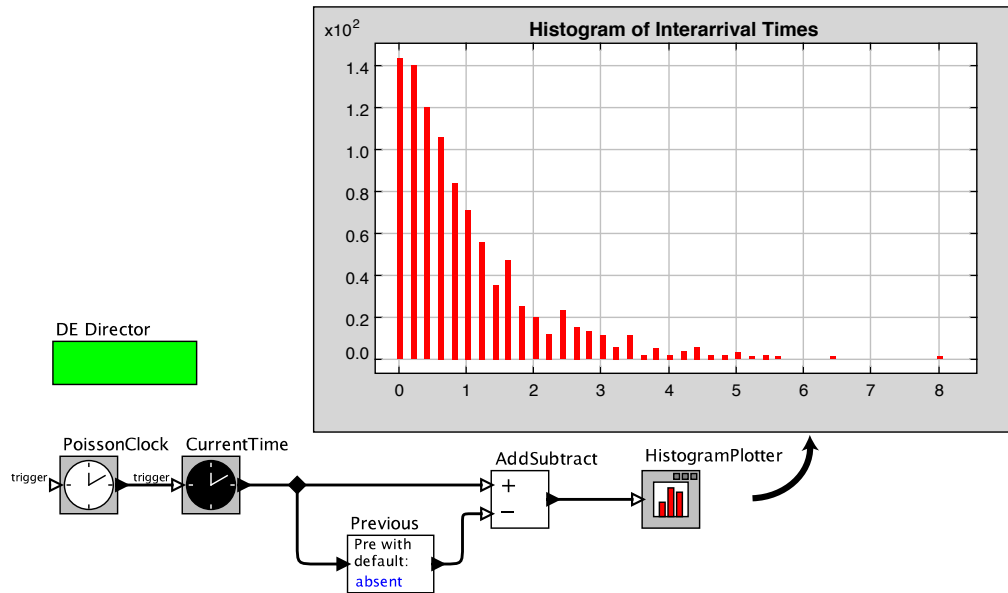 x10²
Histogram of Interarrival Times
1.4
1.2
1.0
0.8
0.6
0.4
0.2
0.0
0 1 2 3 4 5 6 7 8
DE Director
PoissonClock
CurrentTime
trigger
trigger
AddSubtract
HistogramPlotter
+
−
Previous
Pre with
default:
absent